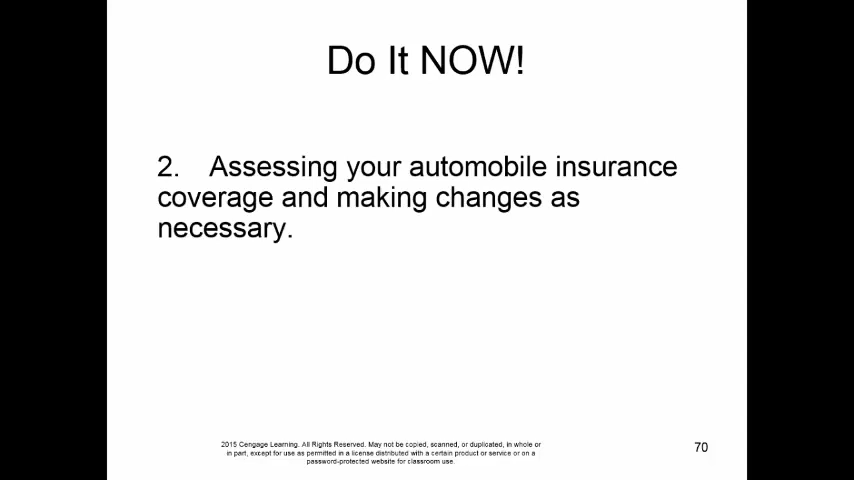 Do It NOW!
2. Assessing your automobile insurance
coverage and making changes as
necessary.
2015 Cengage Learning. All Rights Reserved. May not be copied, scanned, or duplicated, in whole or
in part, except for use as permitted in a license distributed with a certain product or service or on a
password-protected website for classroom use.
70